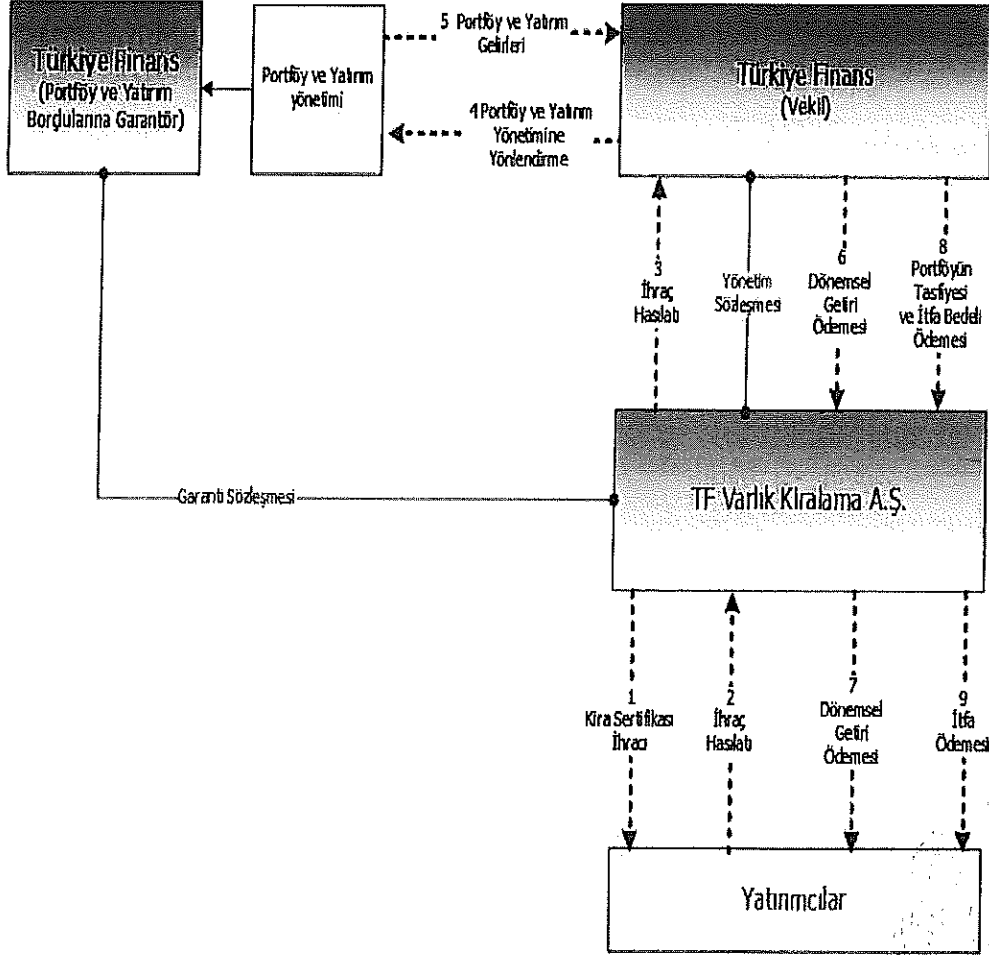 Türkiye Finans
(Portföy ve Yatırım
Borçlularına Garantör)
Portföy ve Yatırım
yönetimi
5 Portföy ve Yatırım
Gelirleri
4 Portföy ve Yatırım
Yönetimine
Yönlendirme
Türkiye Finans
(Vekil)
3
İhraç
Hasılatı
Yönetim
Sözleşmesi
6
Dönemsel
Getiri
Ödemesi
8
Portföyün
Tasfiyesi
ve İtfa Bedeli
Ödemesi
Garanti Sözleşmesi
TF Varlık Kiralama A.Ş.
1
Kira Sertifikası
İhracı
2
İhraç
Hasılatı
7
Dönemsel
Getiri
Ödemesi
9
İtfa
Ödemesi
Yatırımcılar